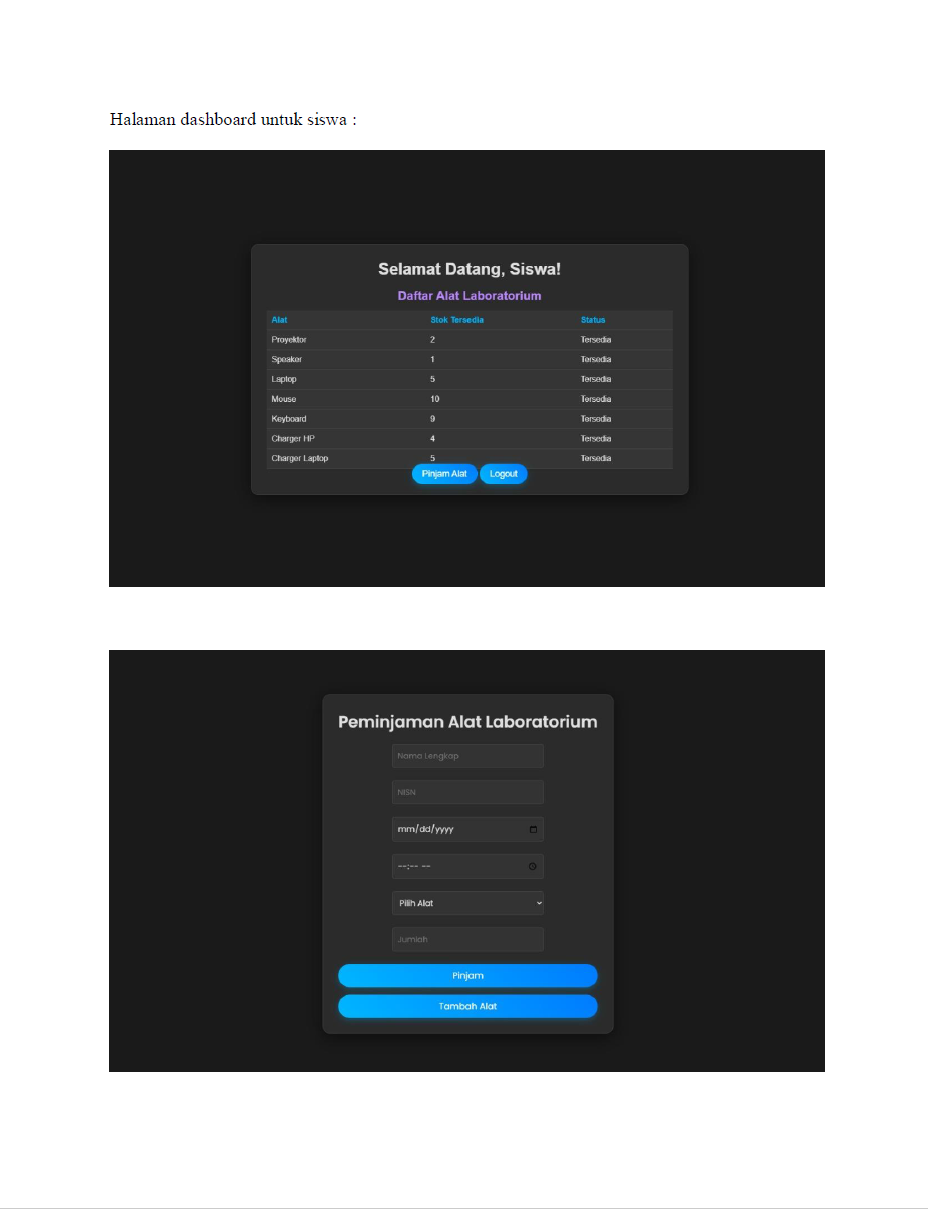 Halaman dashboard untuk siswa :
Selamat Datang, Siswa!
Daftar Alat Laboratorium
Alat Stok Tersedia Status
Proyektor 2 Tersedia
Speaker 1 Tersedia
Laptop 5 Tersedia
Mouse 10 Tersedia
Keyboard 9 Tersedia
Charger HP 4 Tersedia
Charger Laptop 5 Tersedia
Pinjam Alat Logout
Peminjaman Alat Laboratorium
Nama Lengkap
NISN
mm/dd/yyyy
--:-- --
Pilih Alat
Jumlah
Pinjam
Tambah Alat